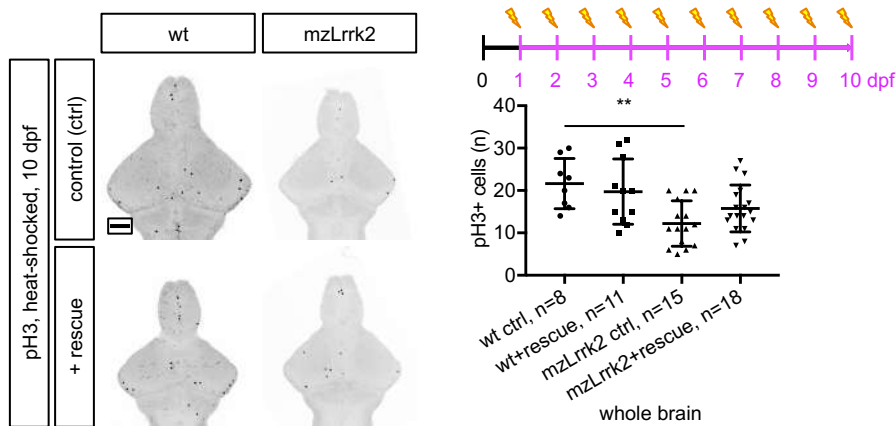 wt
mzLrrk2
pH3, heat-shocked, 10 dpf
control (ctrl)
+ rescue
0 1 2 3 4 5 6 7 8 9 10 dpf
**
pH3+ cells (n)
40
30
20
10
0
wt ctrl, n=8
wt+rescue, n=11
mzLrrk2 ctrl, n=15
mzLrrk2+rescue, n=18
whole brain